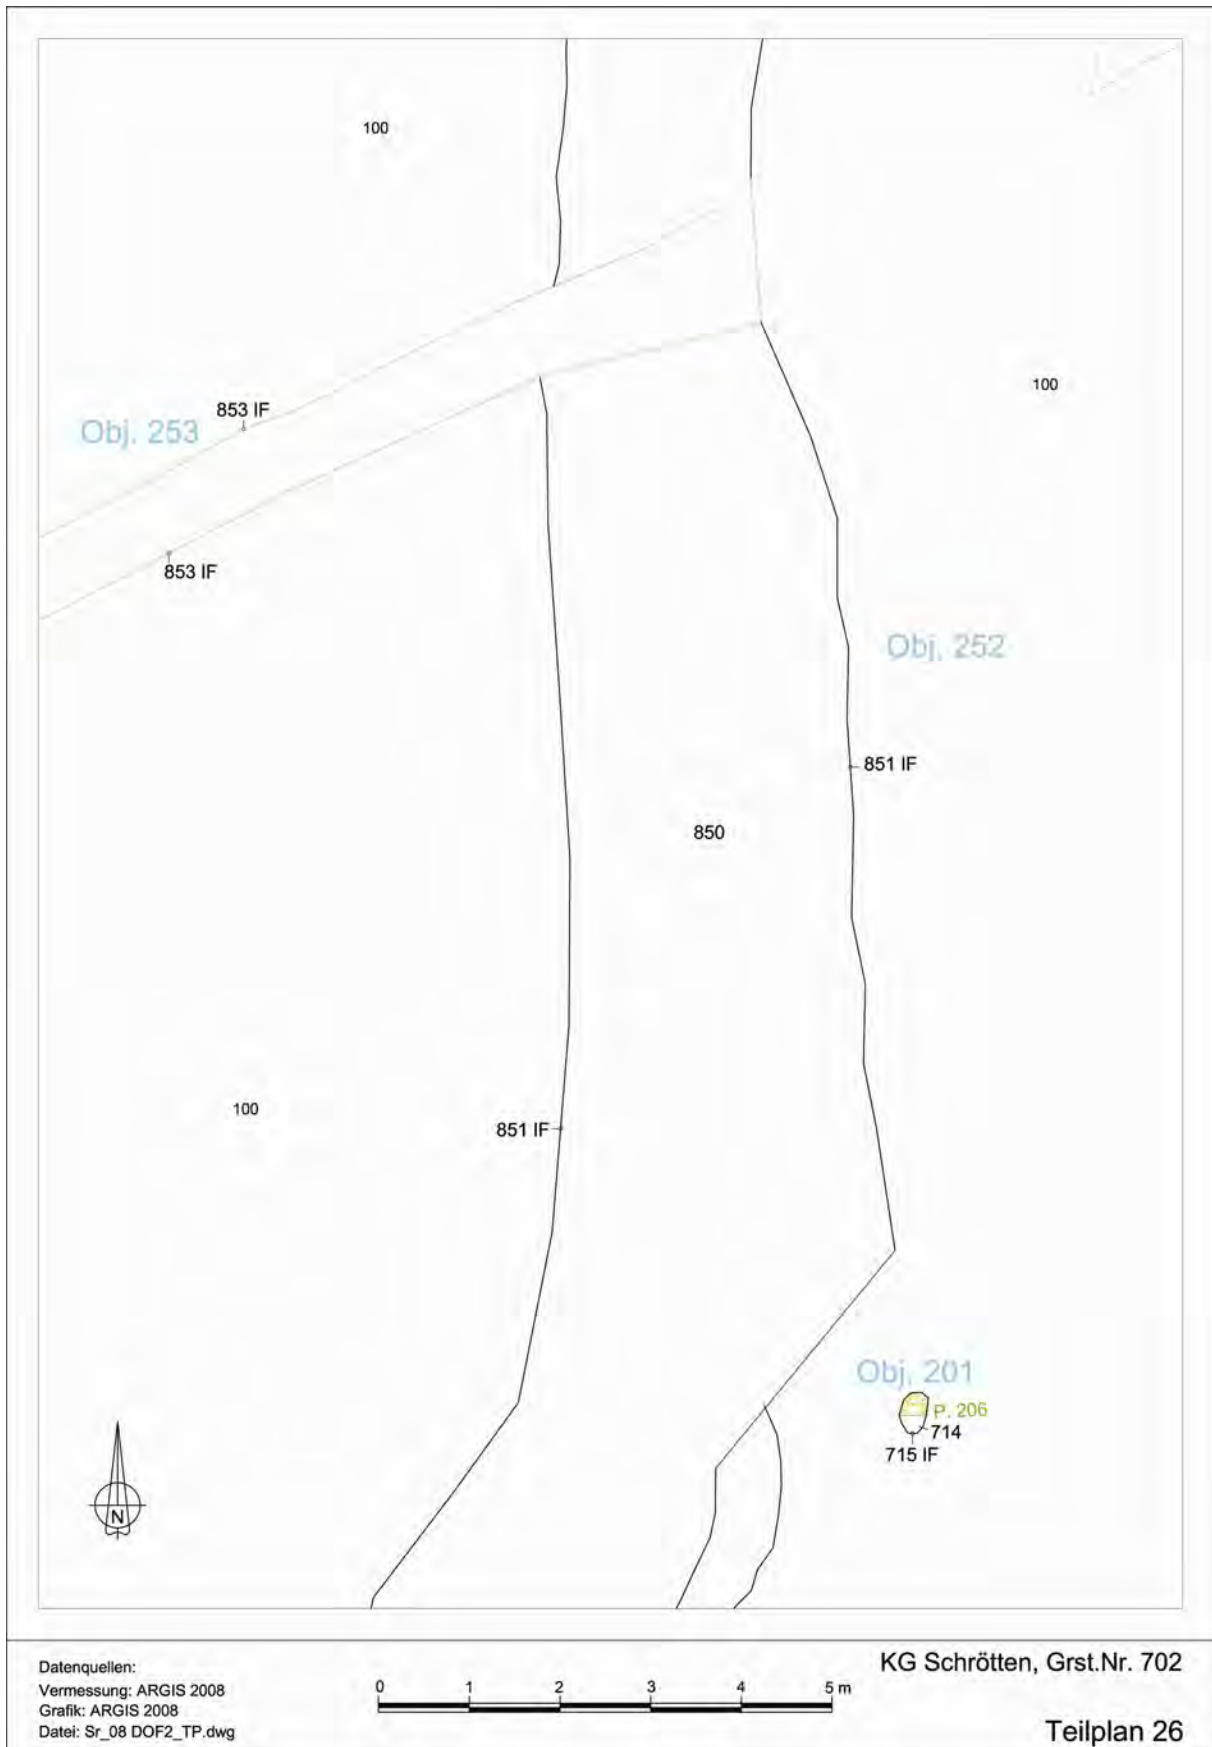 100
100
853 IF
Obj. 253
853 IF
Obj. 252
851 IF
850
100
851 IF
Obj. 201
P. 206
714
715 IF
N
KG Schrötten, Grst.Nr. 702
Datenquellen:
Vermessung: ARGIS 2008
Grafik: ARGIS 2008
Datei: Sr_08 DOF2_TP.dwg
0 1 2 3 4 5 m
Teilplan 26